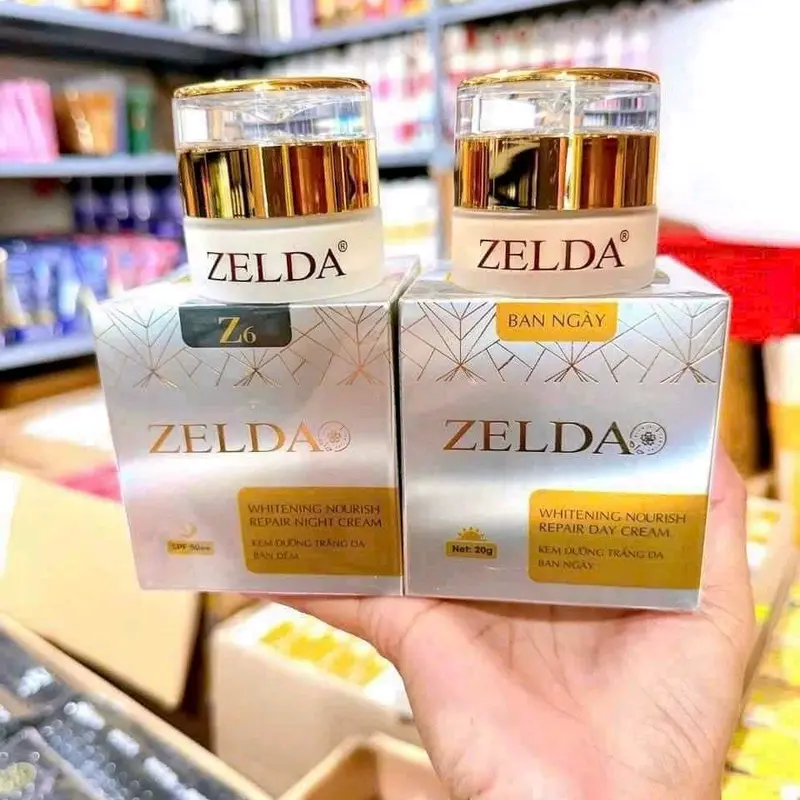 ZELDA®
Z6
ZELDA
WHITENING NOURISH
REPAIR NIGHT CREAM
KEM DƯỠNG TRẮNG DA
BAN ĐÊM
ZELDA®
BAN NGÀY
ZELDA
WHITENING NOURISH
REPAIR DAY CREAM
KEM DƯỠNG TRẮNG DA
BAN NGÀY
Net: 20g